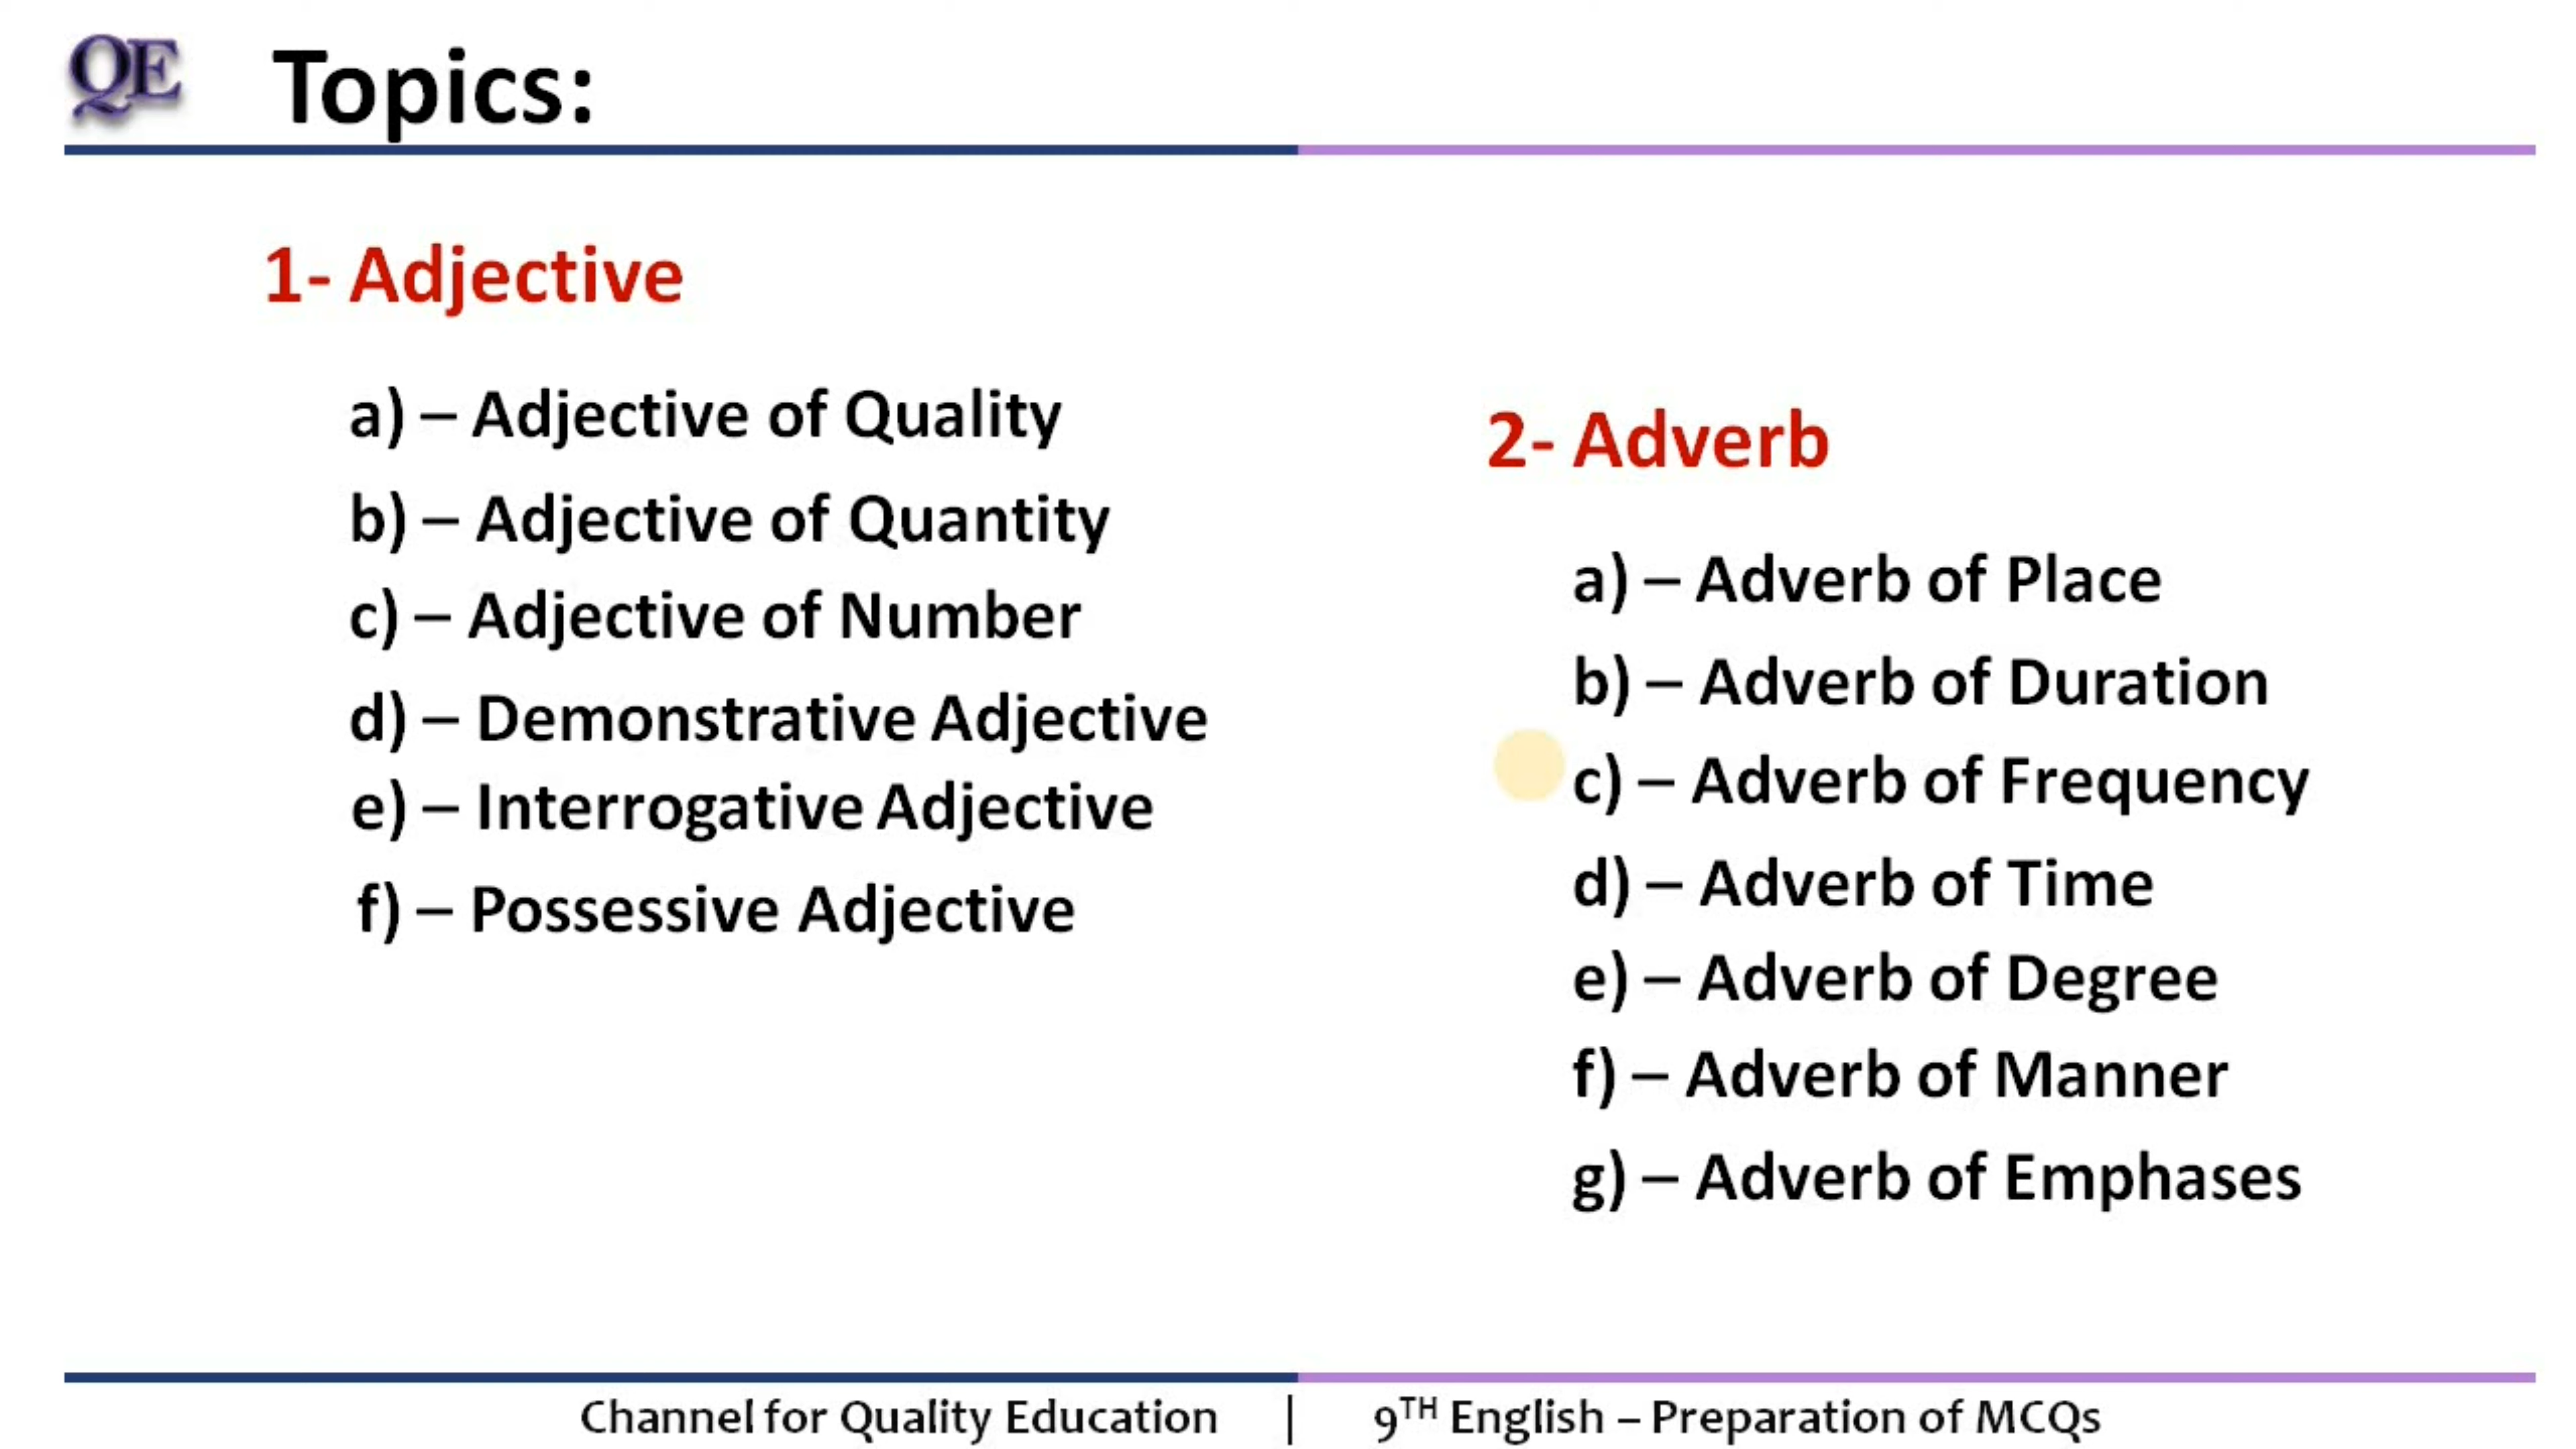 QE
Topics:
1- Adjective
a) – Adjective of Quality
b) – Adjective of Quantity
c) – Adjective of Number
d) – Demonstrative Adjective
e) – Interrogative Adjective
f) – Possessive Adjective
2- Adverb
a) – Adverb of Place
b) – Adverb of Duration
c) – Adverb of Frequency
d) – Adverb of Time
e) – Adverb of Degree
f) – Adverb of Manner
g) – Adverb of Emphases
Channel for Quality Education | 9TH English – Preparation of MCQs